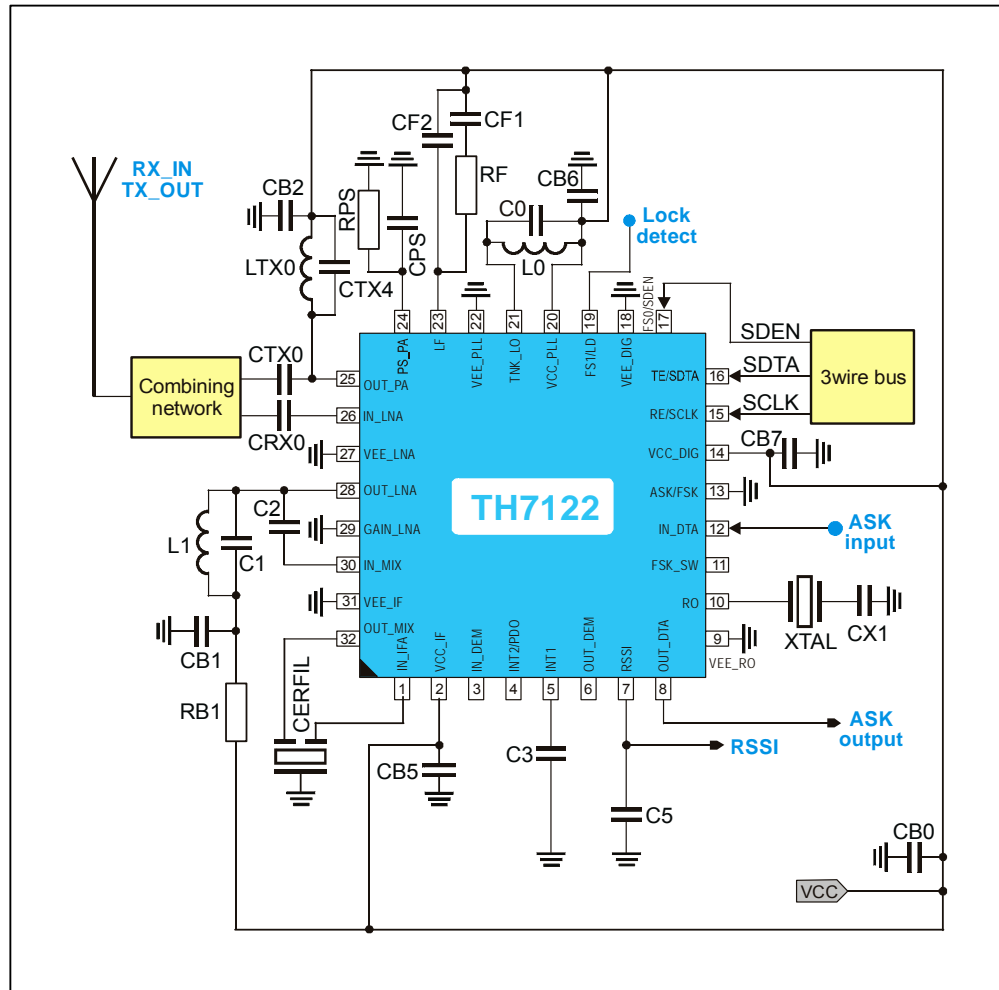 RX_IN
TX_OUT
CB2
LTX0
CTX4
RPS
CPS
CF2
CF1
RF
CB6
C0
L0
Lock
detect
24
23
22
21
20
19
18
17
FS0/SDEN
PS_PA
LF
VEE_PLL
TNK_LO
VCC_PLL
FS1/LD
VEE_DIG
SDEN
SDTA
SCLK
3wire bus
Combining
network
CTX0
CRX0
25 OUT_PA
26 IN_LNA
27 VEE_LNA
28 OUT_LNA
29 GAIN_LNA
30 IN_MIX
31 VEE_IF
32 OUT_MIX
TH7122
TE/SDTA 16
RE/SCLK 15
VCC_DIG 14
ASK/FSK 13
IN_DTA 12
FSK_SW 11
RO 10
9
VEE_RO
CB7
ASK
input
XTAL
CX1
L1
C1
C2
CB1
RB1
CERFIL
IN_IFA
VCC_IF
IN_DEM
INT2/PDO
INT1
OUT_DEM
RSSI
OUT_DTA
1
2
3
4
5
6
7
8
CB5
C3
C5
RSSI
ASK
output
CB0
VCC